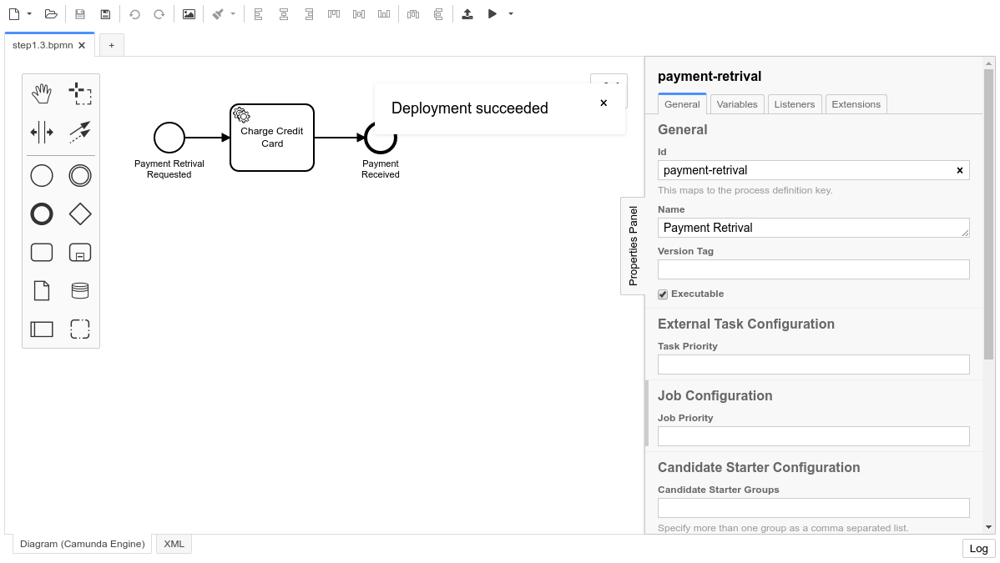 step1.3.bpmn
+
payment-retrival
General
Variables
Listeners
Extensions
Deployment succeeded
Charge Credit
Card
Payment Retrival
Requested
Payment
Received
Properties Panel
General
Id
payment-retrival
This maps to the process definition key.
Name
Payment Retrival
Version Tag
Executable
External Task Configuration
Task Priority
Job Configuration
Job Priority
Candidate Starter Configuration
Candidate Starter Groups
Specify more than one group as a comma separated list.
Diagram (Camunda Engine)
XML
Log